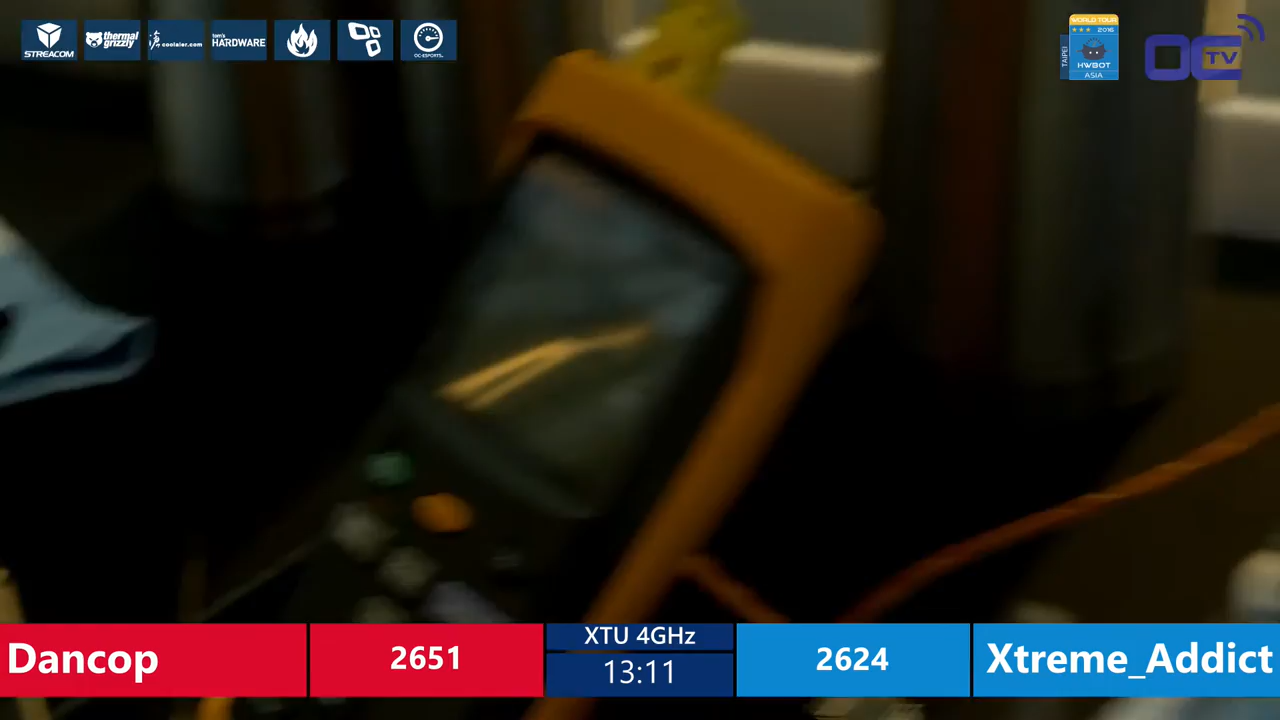 STREACOM
thermal grizzly
coolaler.com
tom's HARDWARE
OC-ESPORTS
WORLD TOUR
2016
TAIPEI
HWBOT
ASIA
OC TV
Dancop
2651
XTU 4GHz
13:11
2624
Xtreme_Addict